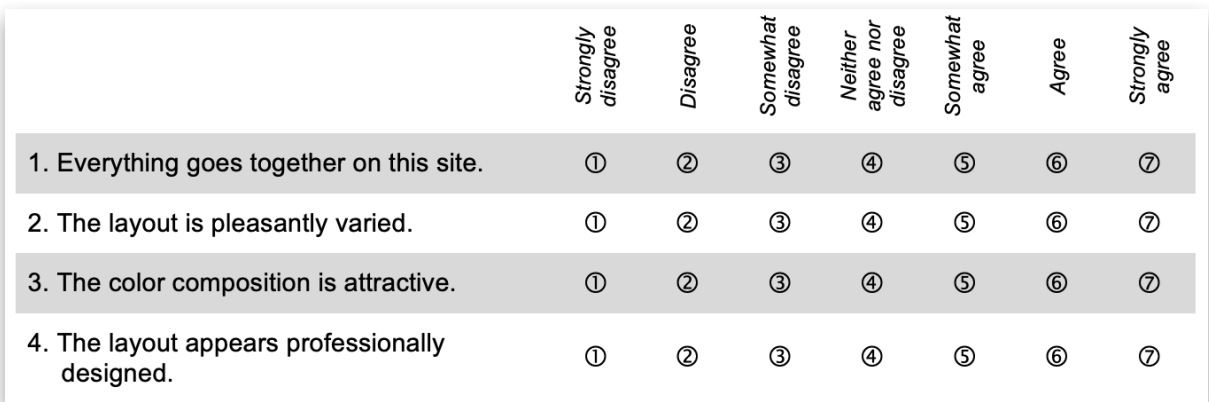 Strongly
disagree
Disagree
Somewhat
disagree
Neither
agree nor
disagree
Somewhat
agree
Agree
Strongly
agree
1. Everything goes together on this site. ① ② ③ ④ ⑤ ⑥ ⑦
2. The layout is pleasantly varied. ① ② ③ ④ ⑤ ⑥ ⑦
3. The color composition is attractive. ① ② ③ ④ ⑤ ⑥ ⑦
4. The layout appears professionally
designed. ① ② ③ ④ ⑤ ⑥ ⑦